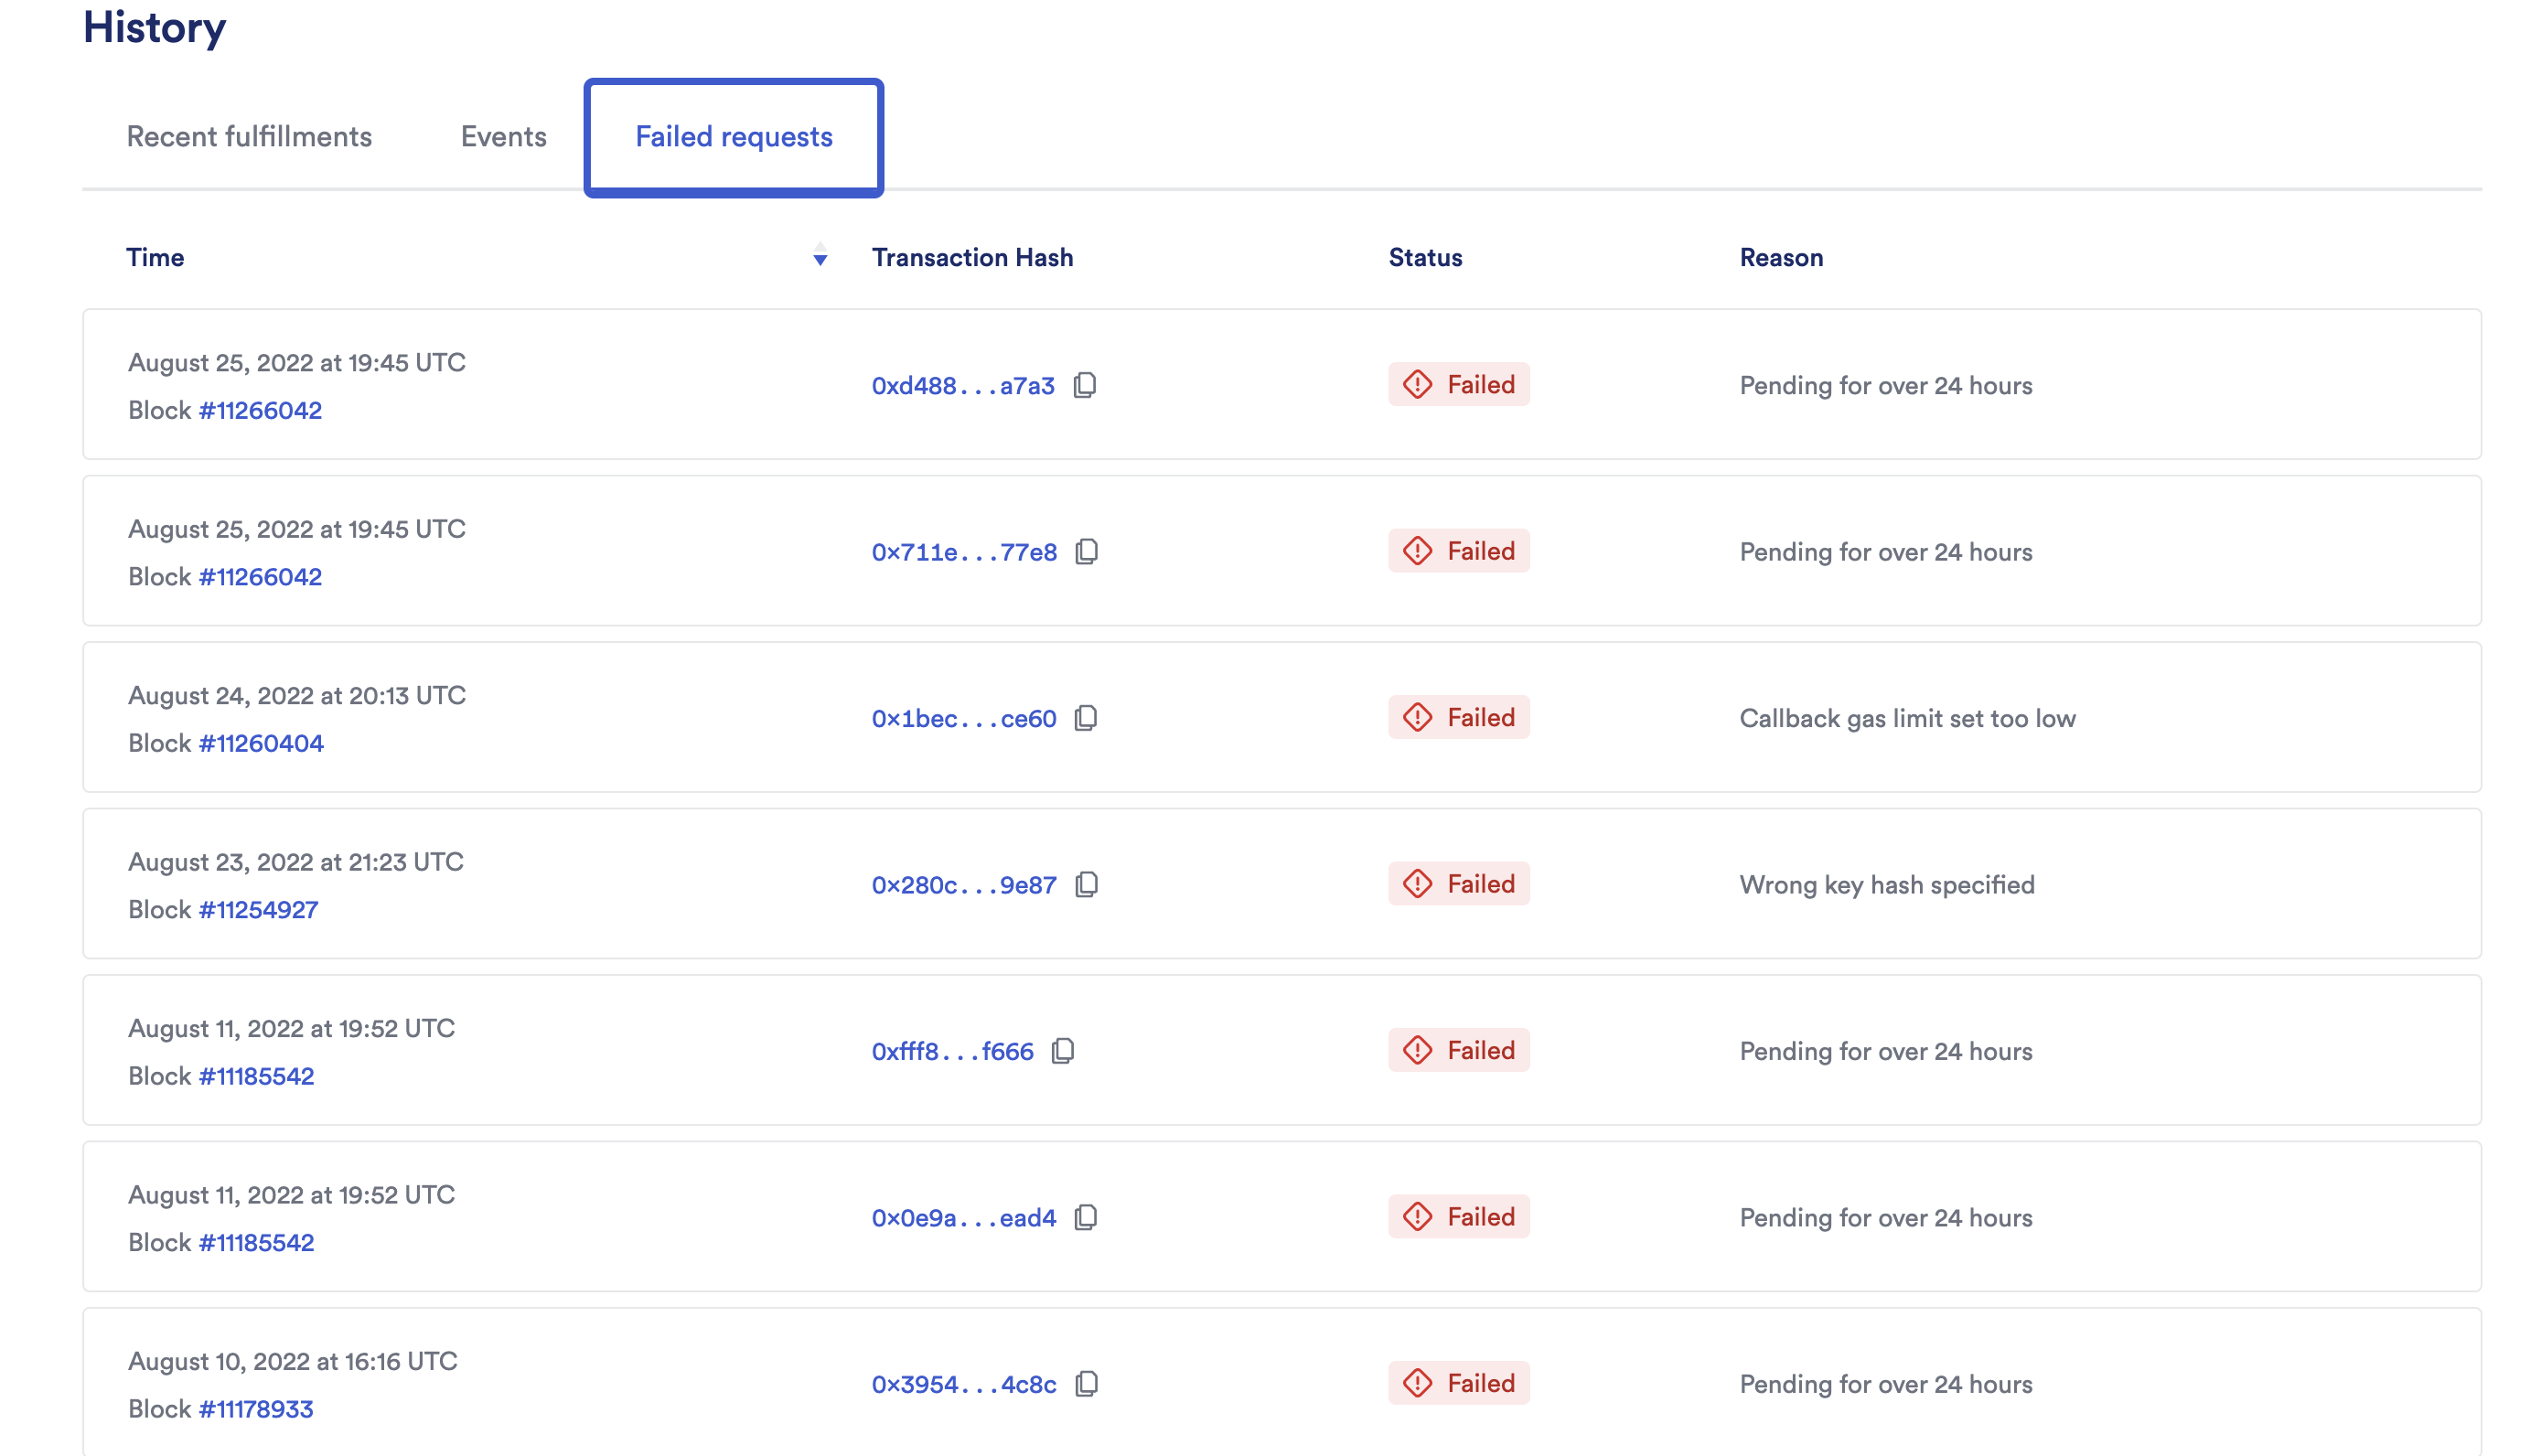 History
Recent fulfillments Events Failed requests
Time Transaction Hash Status Reason
August 25, 2022 at 19:45 UTC
Block #11266042
0xd488...a7a3 Failed Pending for over 24 hours
August 25, 2022 at 19:45 UTC
Block #11266042
0x711e...77e8 Failed Pending for over 24 hours
August 24, 2022 at 20:13 UTC
Block #11260404
0x1bec...ce60 Failed Callback gas limit set too low
August 23, 2022 at 21:23 UTC
Block #11254927
0x280c...9e87 Failed Wrong key hash specified
August 11, 2022 at 19:52 UTC
Block #11185542
0xfff8...f666 Failed Pending for over 24 hours
August 11, 2022 at 19:52 UTC
Block #11185542
0x0e9a...ead4 Failed Pending for over 24 hours
August 10, 2022 at 16:16 UTC
Block #11178933
0x3954...4c8c Failed Pending for over 24 hours